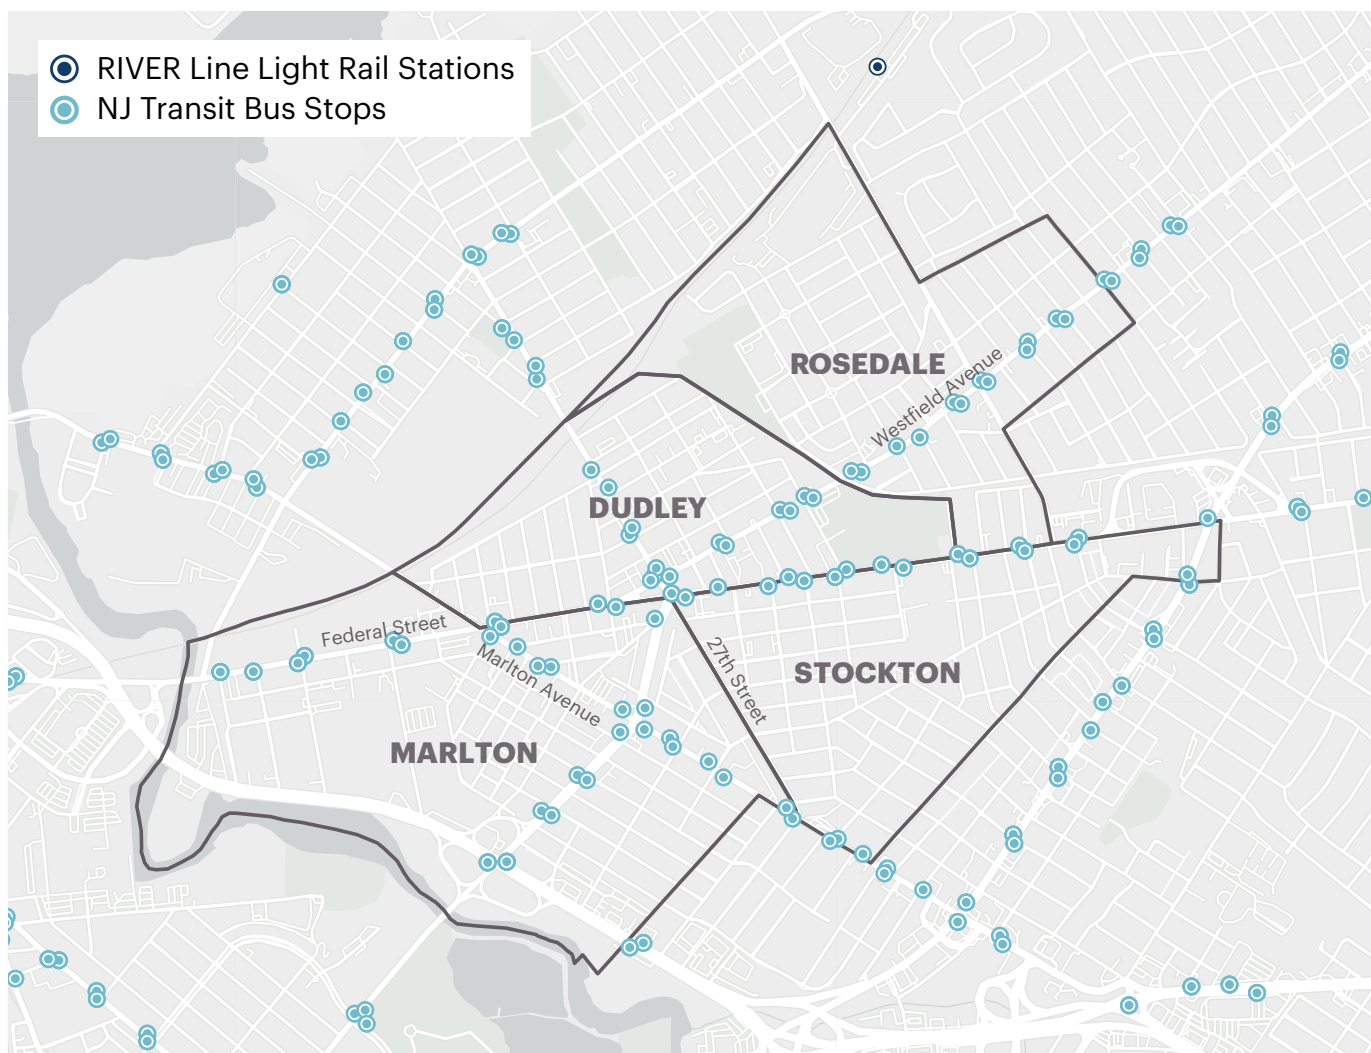 RIVER Line Light Rail Stations
NJ Transit Bus Stops
ROSEDALE
Westfield Avenue
DUDLEY
Federal Street
Marlton Avenue
27th Street
STOCKTON
MARLTON